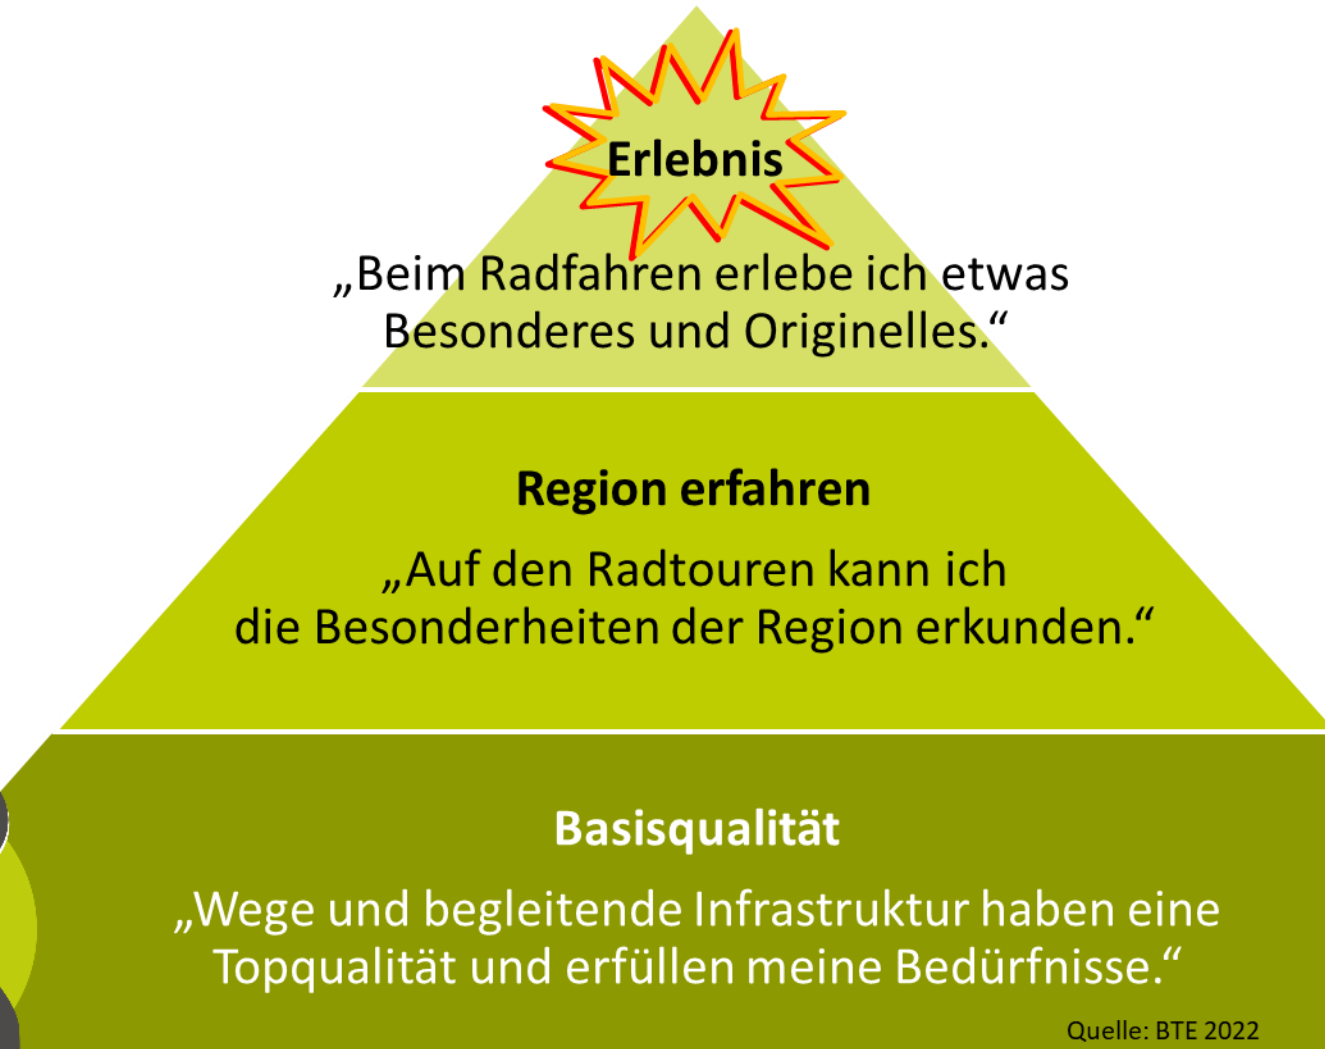 Erlebnis
„Beim Radfahren erlebe ich etwas
Besonderes und Originelles.“
Region erfahren
„Auf den Radtouren kann ich
die Besonderheiten der Region erkunden.“
Basisqualität
„Wege und begleitende Infrastruktur haben eine
Topqualität und erfüllen meine Bedürfnisse.“
Quelle: BTE 2022